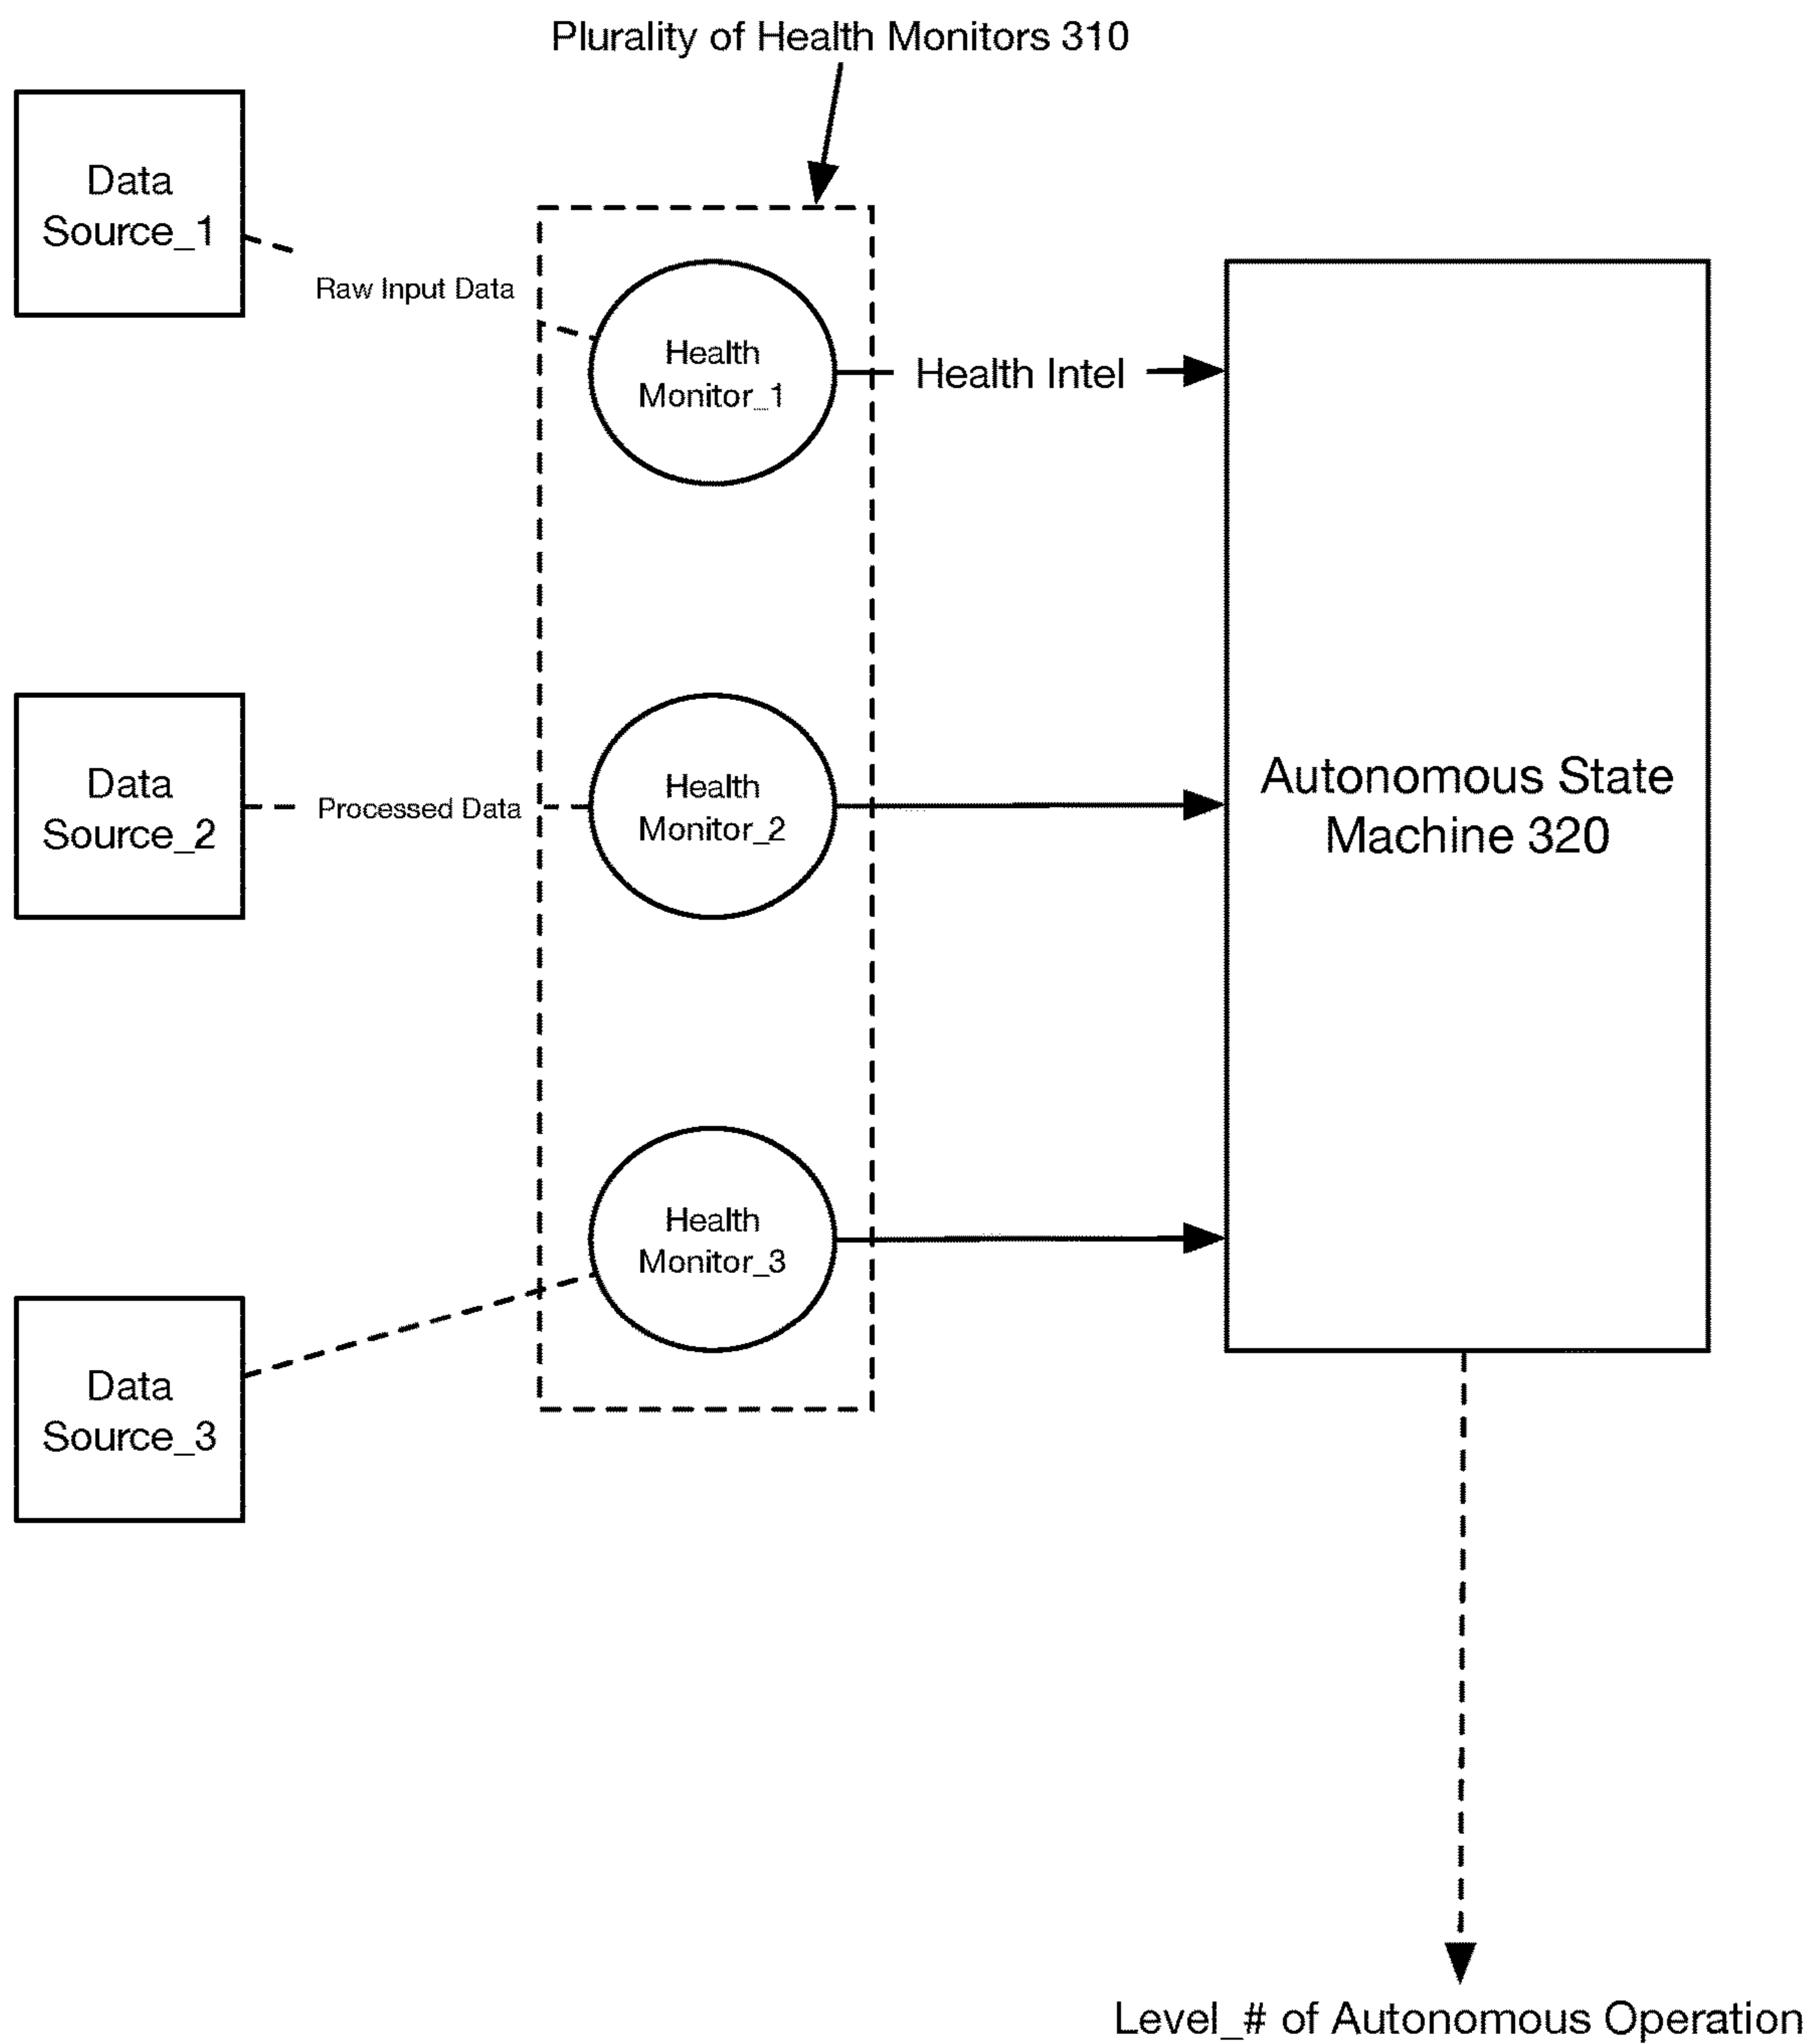 Plurality of Health Monitors 310
Data
Source_1
Raw Input Data
Health
Monitor_1
Health Intel
Data
Source_2
Processed Data
Health
Monitor_2
Autonomous State
Machine 320
Health
Monitor_3
Data
Source_3
Level_# of Autonomous Operation